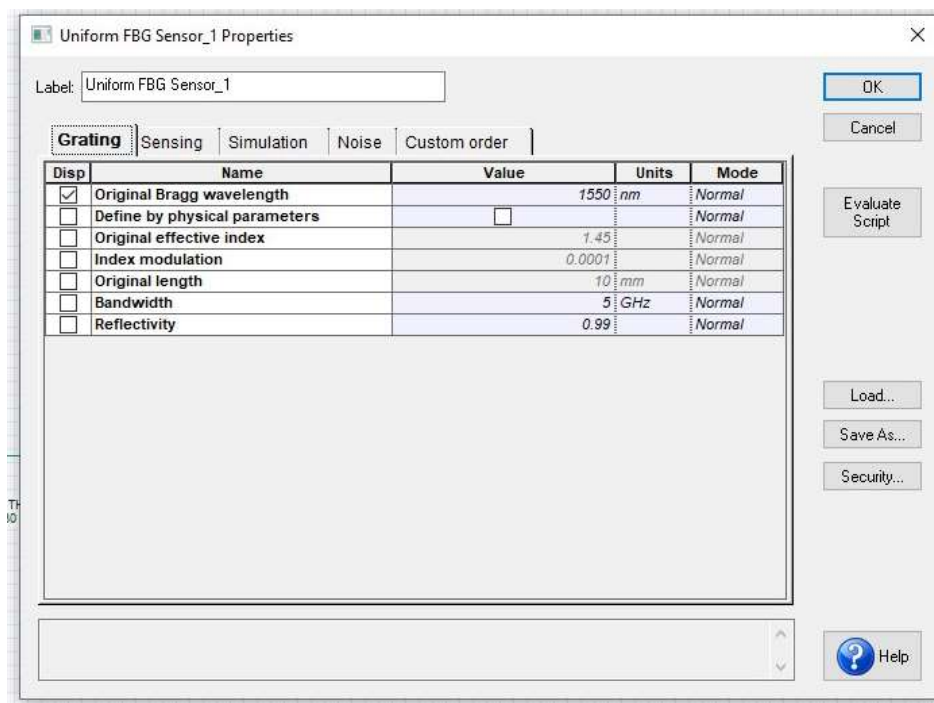 Uniform FBG Sensor_1 Properties
Label: Uniform FBG Sensor_1
OK
Cancel
Grating Sensing Simulation Noise Custom order
Disp Name Value Units Mode
Original Bragg wavelength 1550 nm Normal
Define by physical parameters Normal
Original effective index 1.45 Normal
Index modulation 0.0001 Normal
Original length 10 mm Normal
Bandwidth 5 GHz Normal
Reflectivity 0.99 Normal
Evaluate
Script
Load...
Save As...
Security...
Help